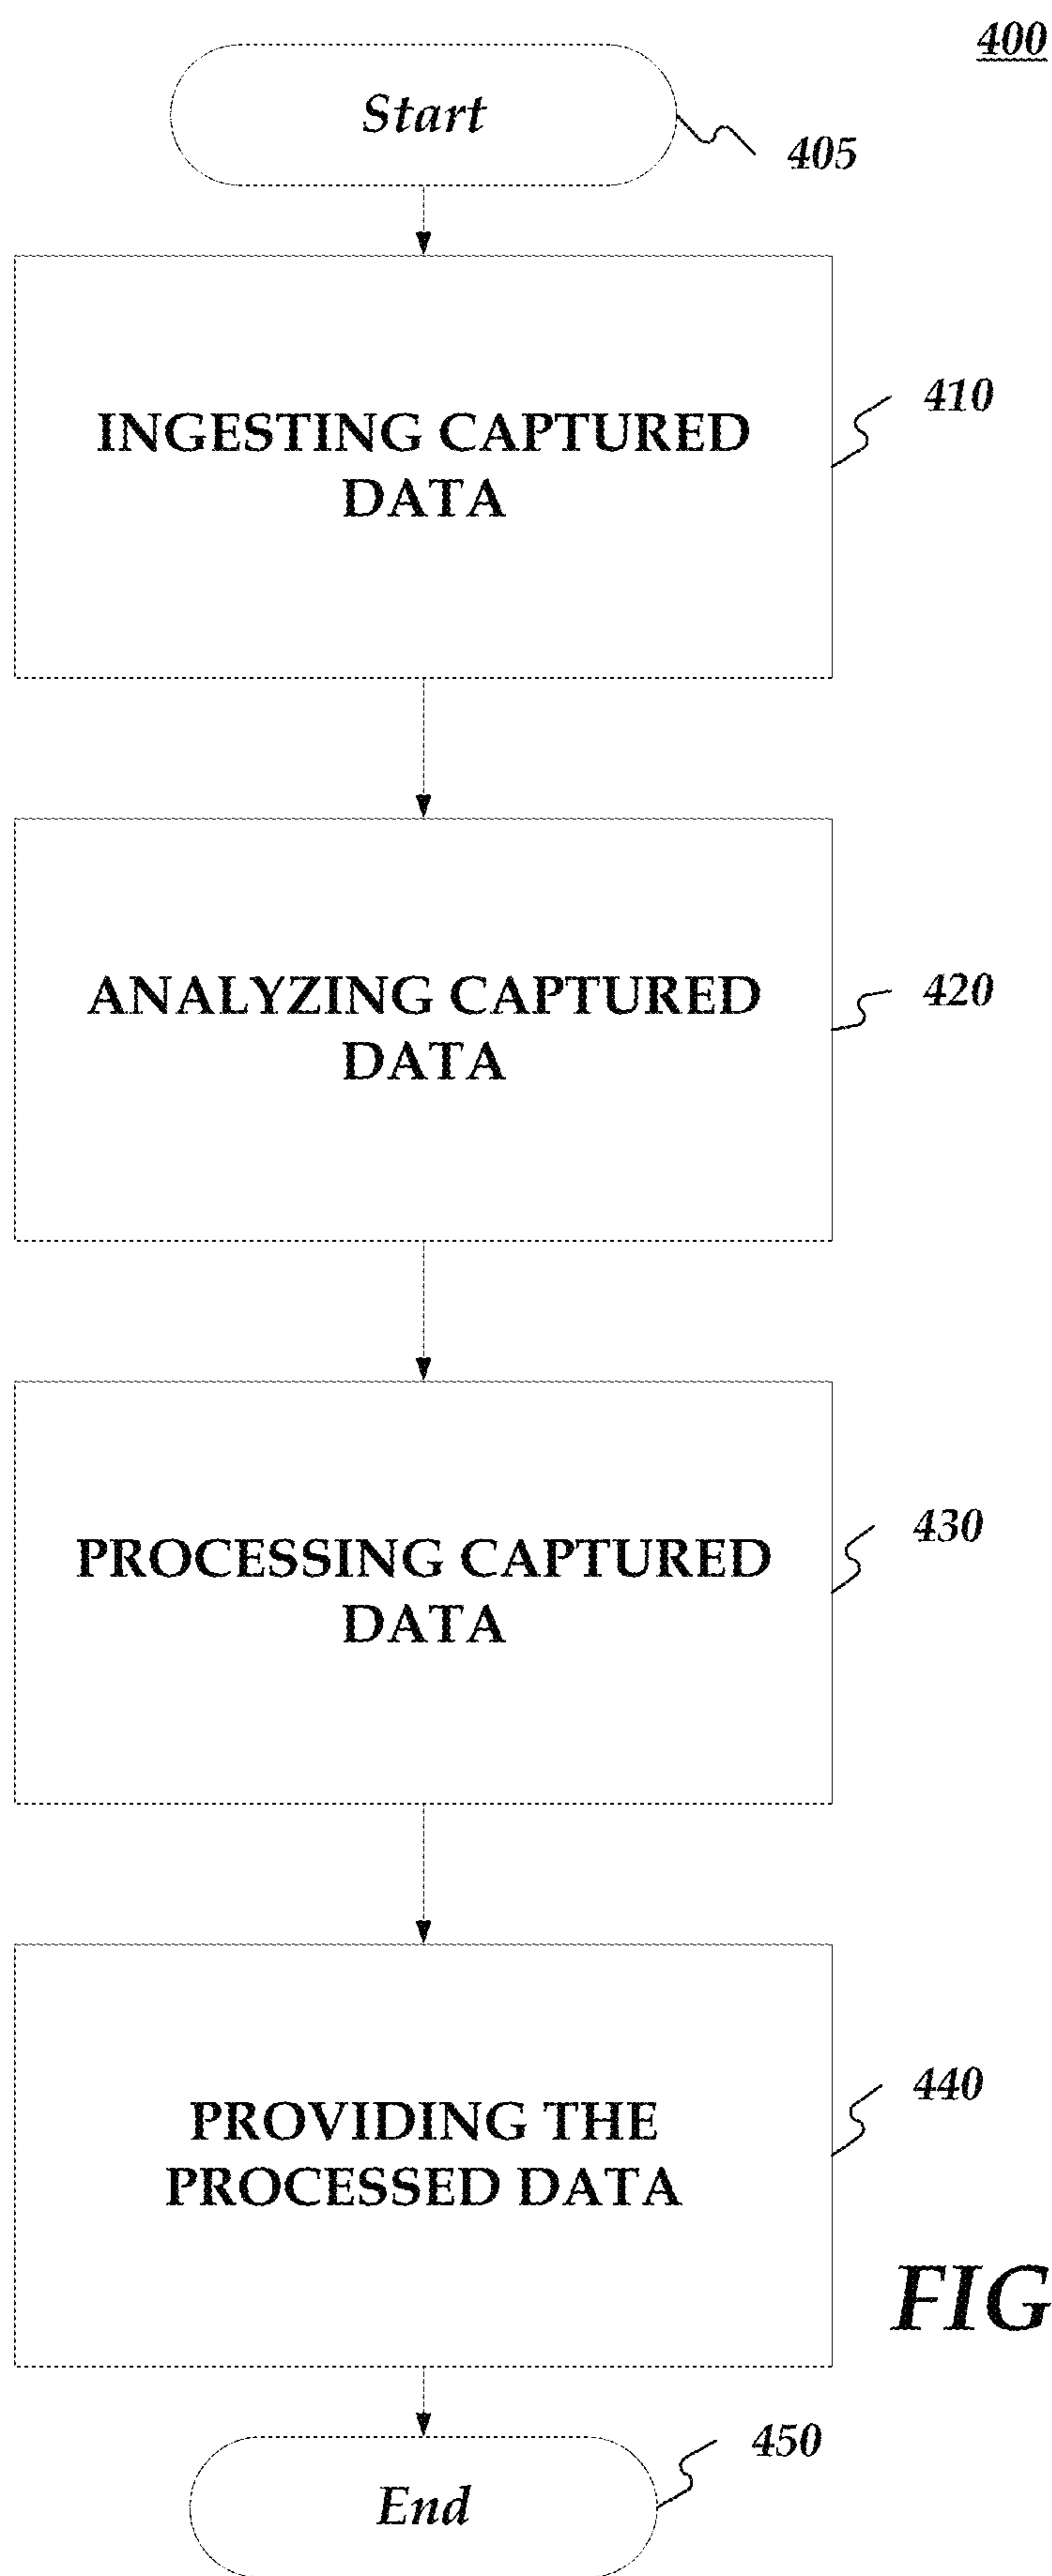 400
Start
405
INGESTING CAPTURED
DATA
410
ANALYZING CAPTURED
DATA
420
PROCESSING CAPTURED
DATA
430
PROVIDING THE
PROCESSED DATA
440
FIG
End
450